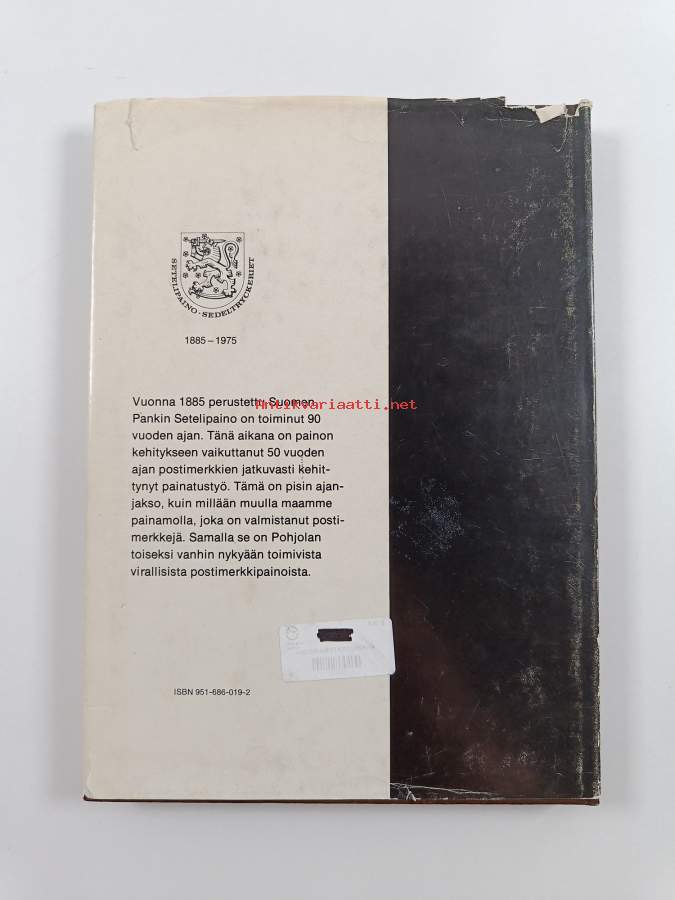 SETELIPAINO · SEDELTRYCKERIET
1885–1975
Vuonna 1885 perustettu Suomen
Pankin Setelipaino on toiminut 90
vuoden ajan. Tänä aikana on painon
kehitykseen vaikuttanut 50 vuoden
ajan postimerkkien jatkuvasti kehit-
tynyt painatustyö. Tämä on pisin ajan-
jakso, kuin millään muulla maamme
painamolla, joka on valmistanut posti-
merkkejä. Samalla se on Pohjolan
toiseksi vanhin nykyään toimivista
virallisista postimerkkipainoista.
Antikvariaatti.net
ISBN 951-686-019-2